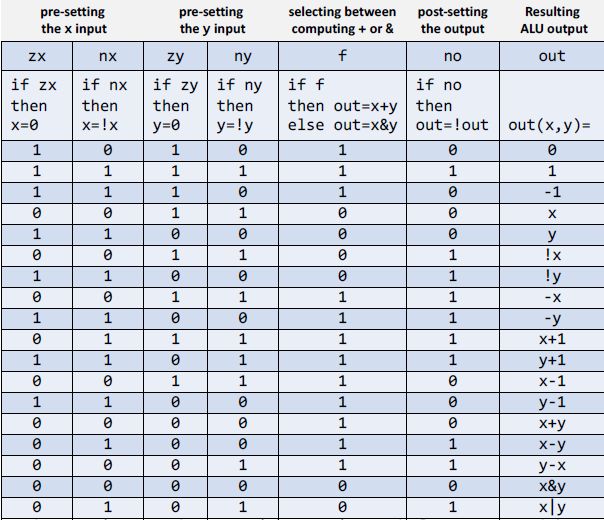 pre-setting the x input pre-setting the y input selecting between computing + or & post-setting the output Resulting ALU output
zx nx zy ny f no out
if zx then x=0 if nx then x=!x if zy then y=0 if ny then y=!y if f then out=x+y else out=x&y if no then out=!out out(x,y)=
1 0 1 0 1 0 0
1 1 1 1 1 1 1
1 1 1 0 1 0 -1
0 0 1 1 0 0 x
1 1 0 0 0 0 y
0 0 1 1 0 1 !x
1 1 0 0 0 1 !y
0 0 1 1 1 1 -x
1 1 0 0 1 1 -y
0 1 1 1 1 1 x+1
1 1 0 1 1 1 y+1
0 0 1 1 1 0 x-1
1 1 0 0 1 0 y-1
0 0 0 0 1 0 x+y
0 1 0 0 1 1 x-y
0 0 0 1 1 1 y-x
0 0 0 0 0 0 x&y
0 1 0 1 0 1 x|y